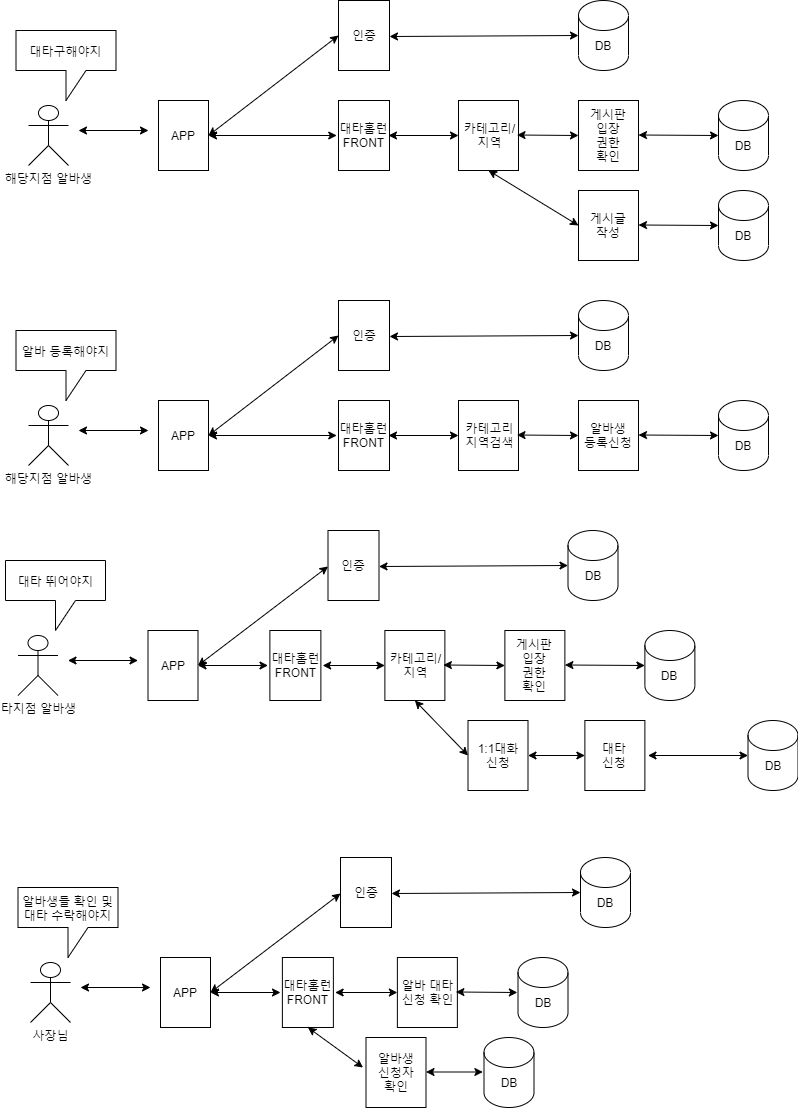 대타구해야지
해당지점 알바생
APP
인증
DB
대타홈런
FRONT
카테고리/
지역
게시판
입장
권한
확인
DB
게시글
작성
DB
알바 등록해야지
해당지점 알바생
APP
인증
DB
대타홈런
FRONT
카테고리
지역검색
알바생
등록신청
DB
대타 뛰어야지
타지점 알바생
APP
인증
DB
대타홈런
FRONT
카테고리/
지역
게시판
입장
권한
확인
DB
1:1대화
신청
대타
신청
DB
알바생들 확인 및
대타 수락해야지
사장님
APP
인증
DB
대타홈런
FRONT
알바 대타
신청 확인
DB
알바생
신청자
확인
DB